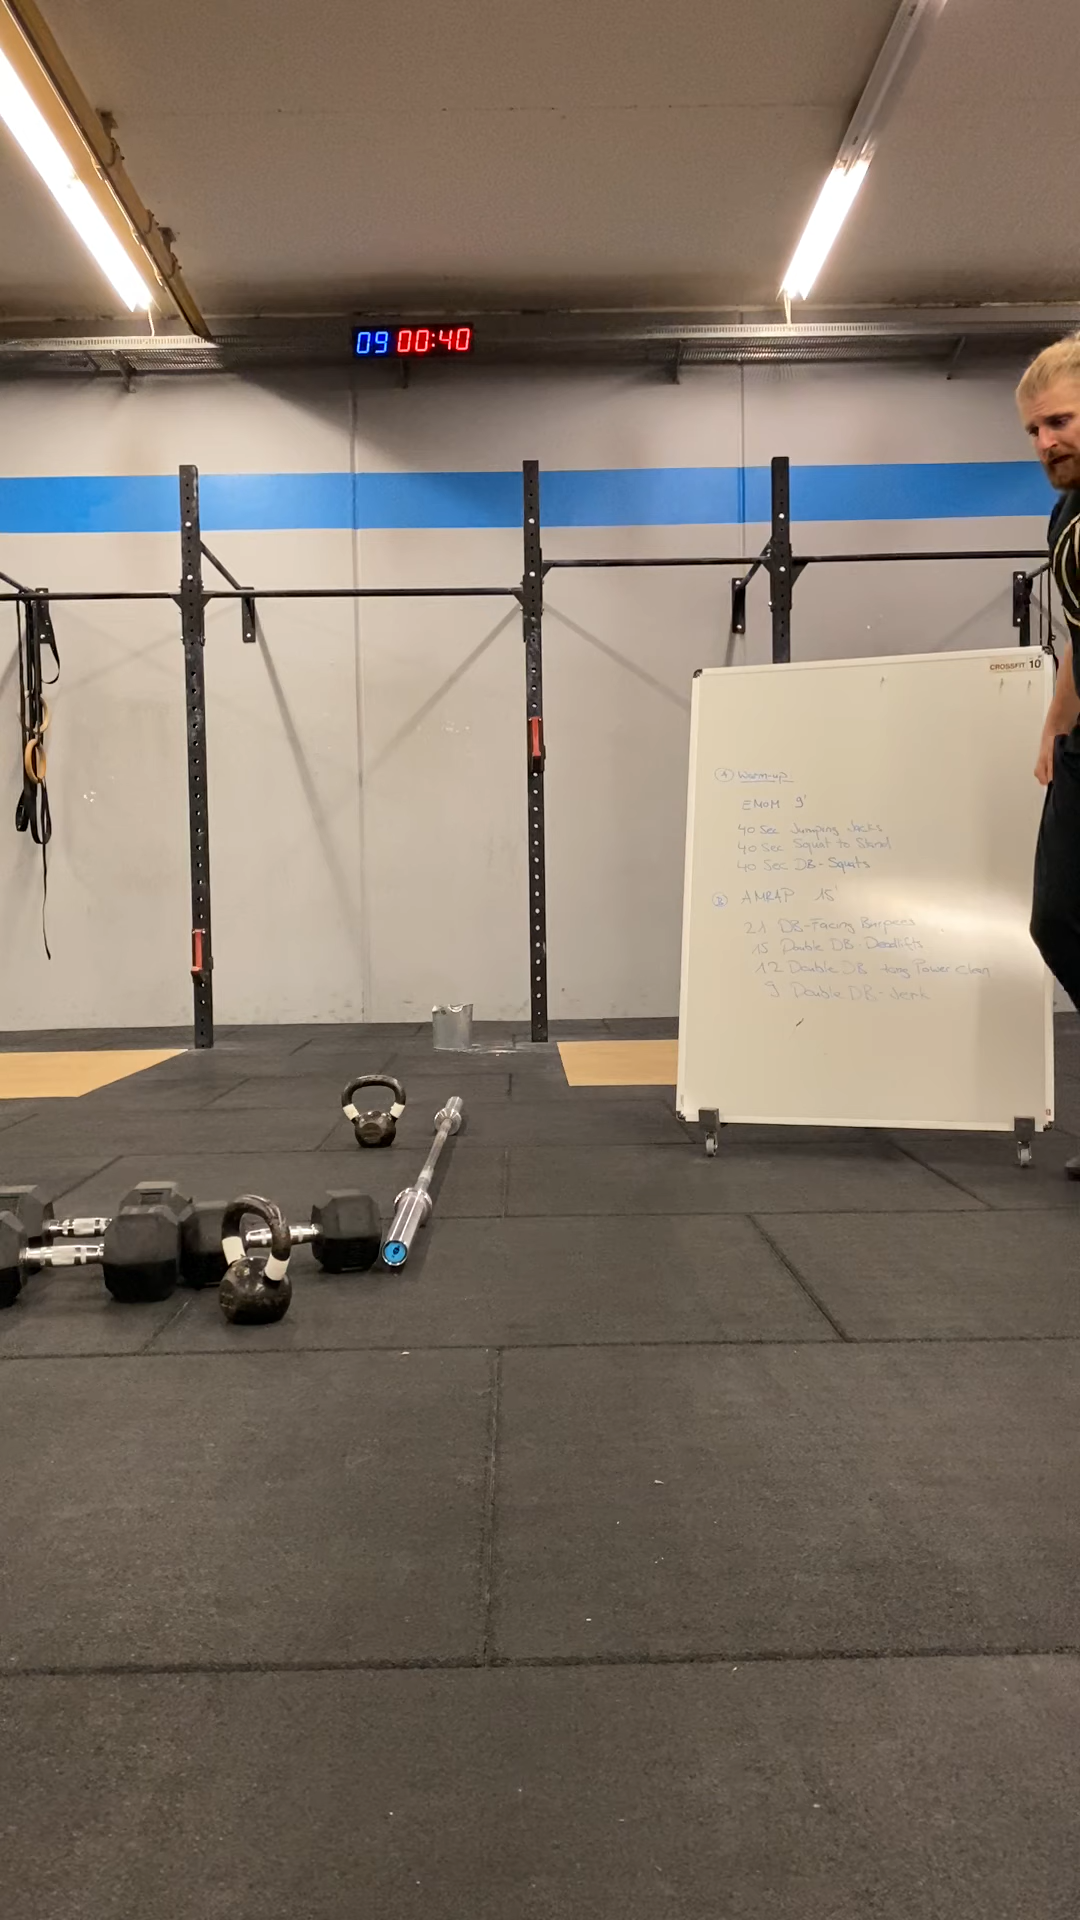 09 00:40
CROSSFIT 10
A Warm-up
EMOM 9'
40 Sec Jumping Jacks
40 Sec Squat to Stand
40 Sec DB-Squats
B AMRAP 15'
21 DB-Facing Burpees
15 Double DB-Deadlifts
12 Double DB Power Clean
9 Double DB-Jerk